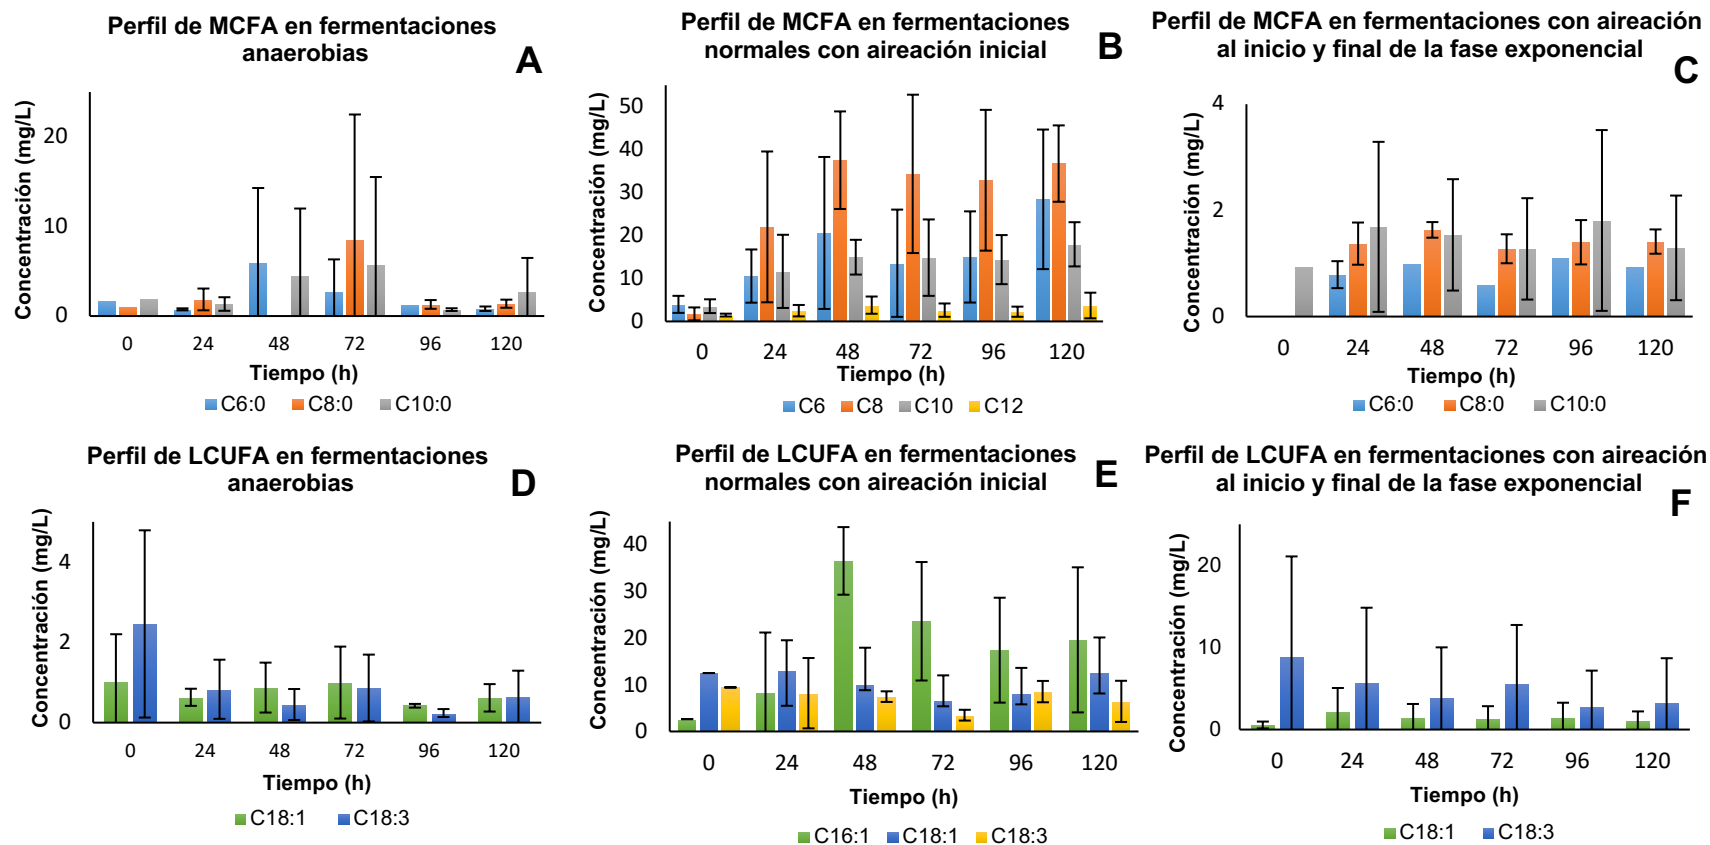 Perfil de MCFA en fermentaciones
anaerobias
A
Concentración (mg/L)
20
10
0
0 24 48 72 96 120
Tiempo (h)
C6:0 C8:0 C10:0
Perfil de MCFA en fermentaciones
normales con aireación inicial
B
Concentración (mg/L)
50
40
30
20
10
0
0 24 48 72 96 120
Tiempo (h)
C6 C8 C10 C12
Perfil de MCFA en fermentaciones con aireación
al inicio y final de la fase exponencial
C
Concentración (mg/L)
4
2
0
0 24 48 72 96 120
Tiempo (h)
C6:0 C8:0 C10:0
Perfil de LCUFA en fermentaciones
anaerobias
D
Concentración (mg/L)
4
2
0
0 24 48 72 96 120
Tiempo (h)
C18:1 C18:3
Perfil de LCUFA en fermentaciones
normales con aireación inicial
E
Concentración (mg/L)
40
30
20
10
0
0 24 48 72 96 120
Tiempo (h)
C16:1 C18:1 C18:3
Perfil de LCUFA en fermentaciones con aireación
al inicio y final de la fase exponencial
F
Concentración (mg/L)
20
10
0
0 24 48 72 96 120
Tiempo (h)
C18:1 C18:3